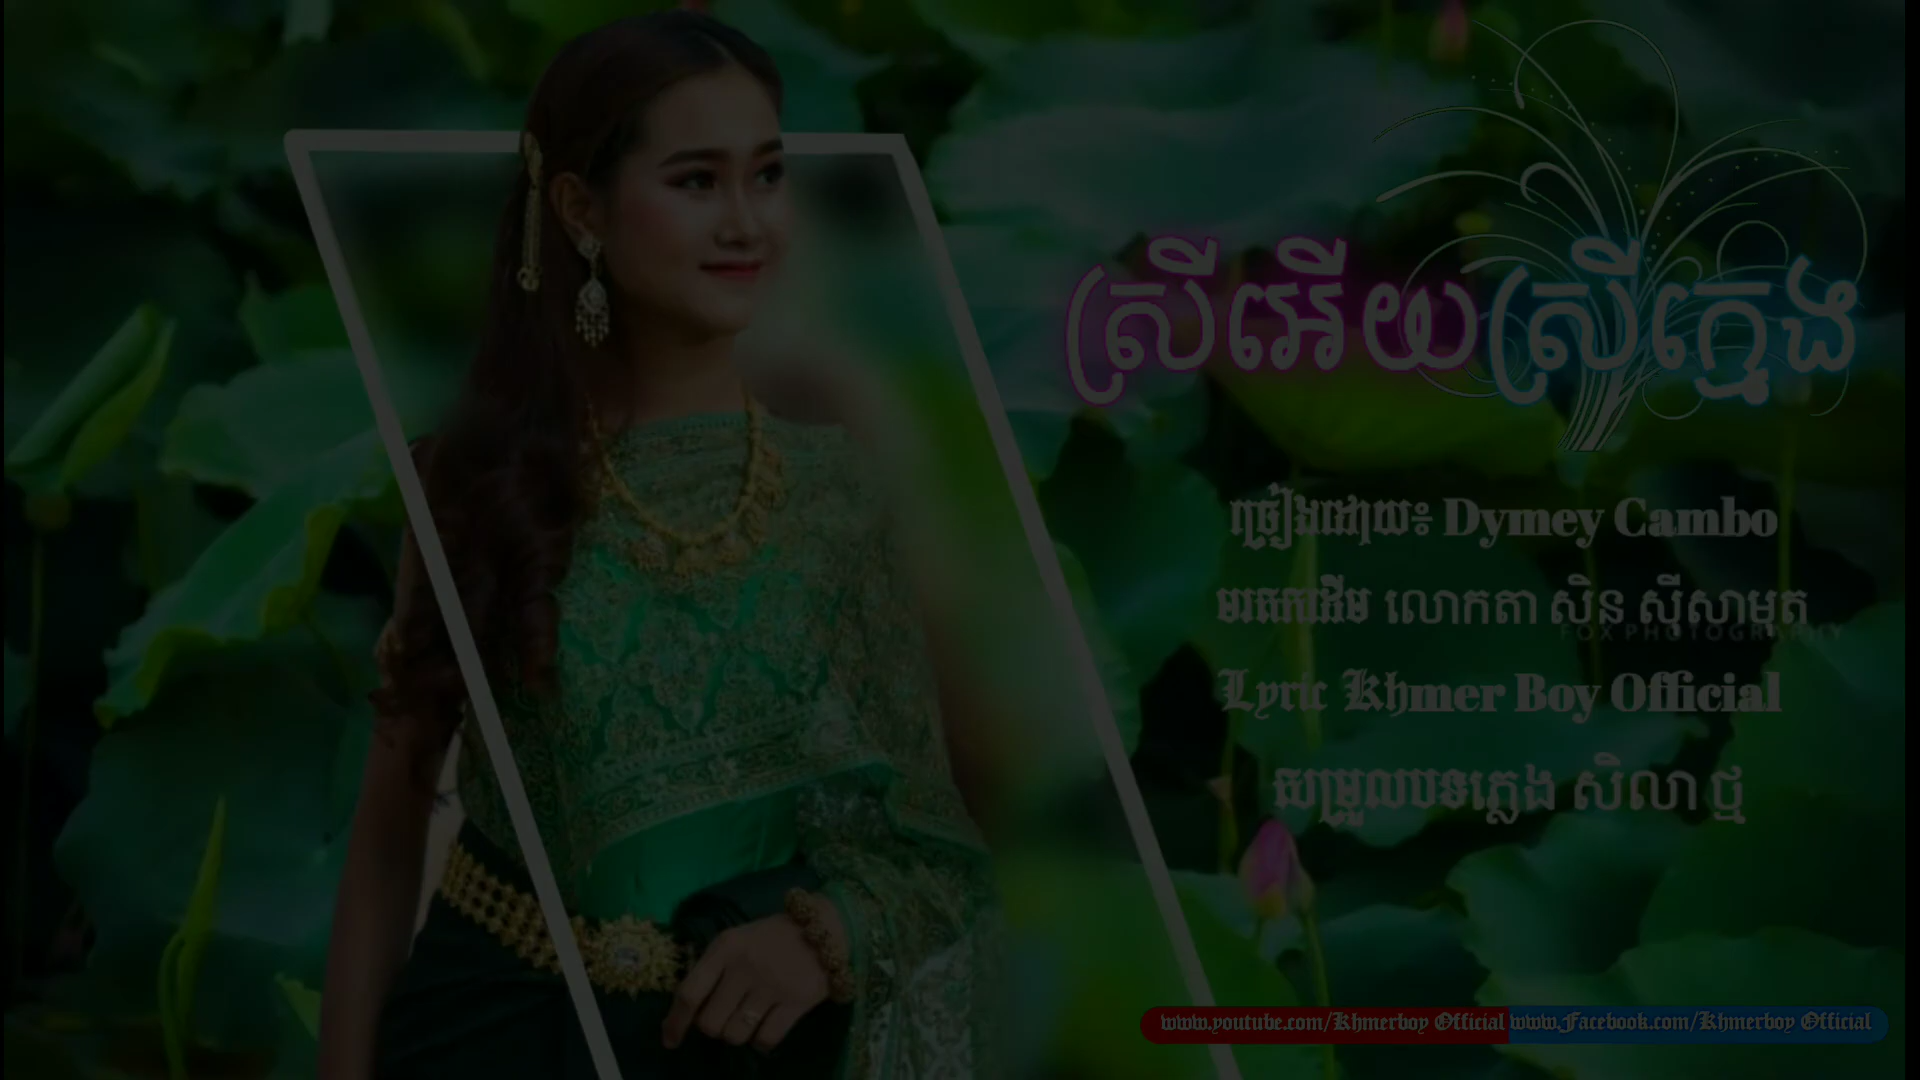 ស្រីអើយស្រីក្មេង
ច្រៀងដោយ៖ Dymey Cambo
មរតកដើម លោកតា ស៊ិន ស៊ីសាមុត
FOX PHOTOGRAPHY
Lyric Khmer Boy Official
សម្រួលបទភ្លេង សិលា ថ្ម
www.youtube.com/Khmerboy Official www.Facebook.com/Khmerboy Official